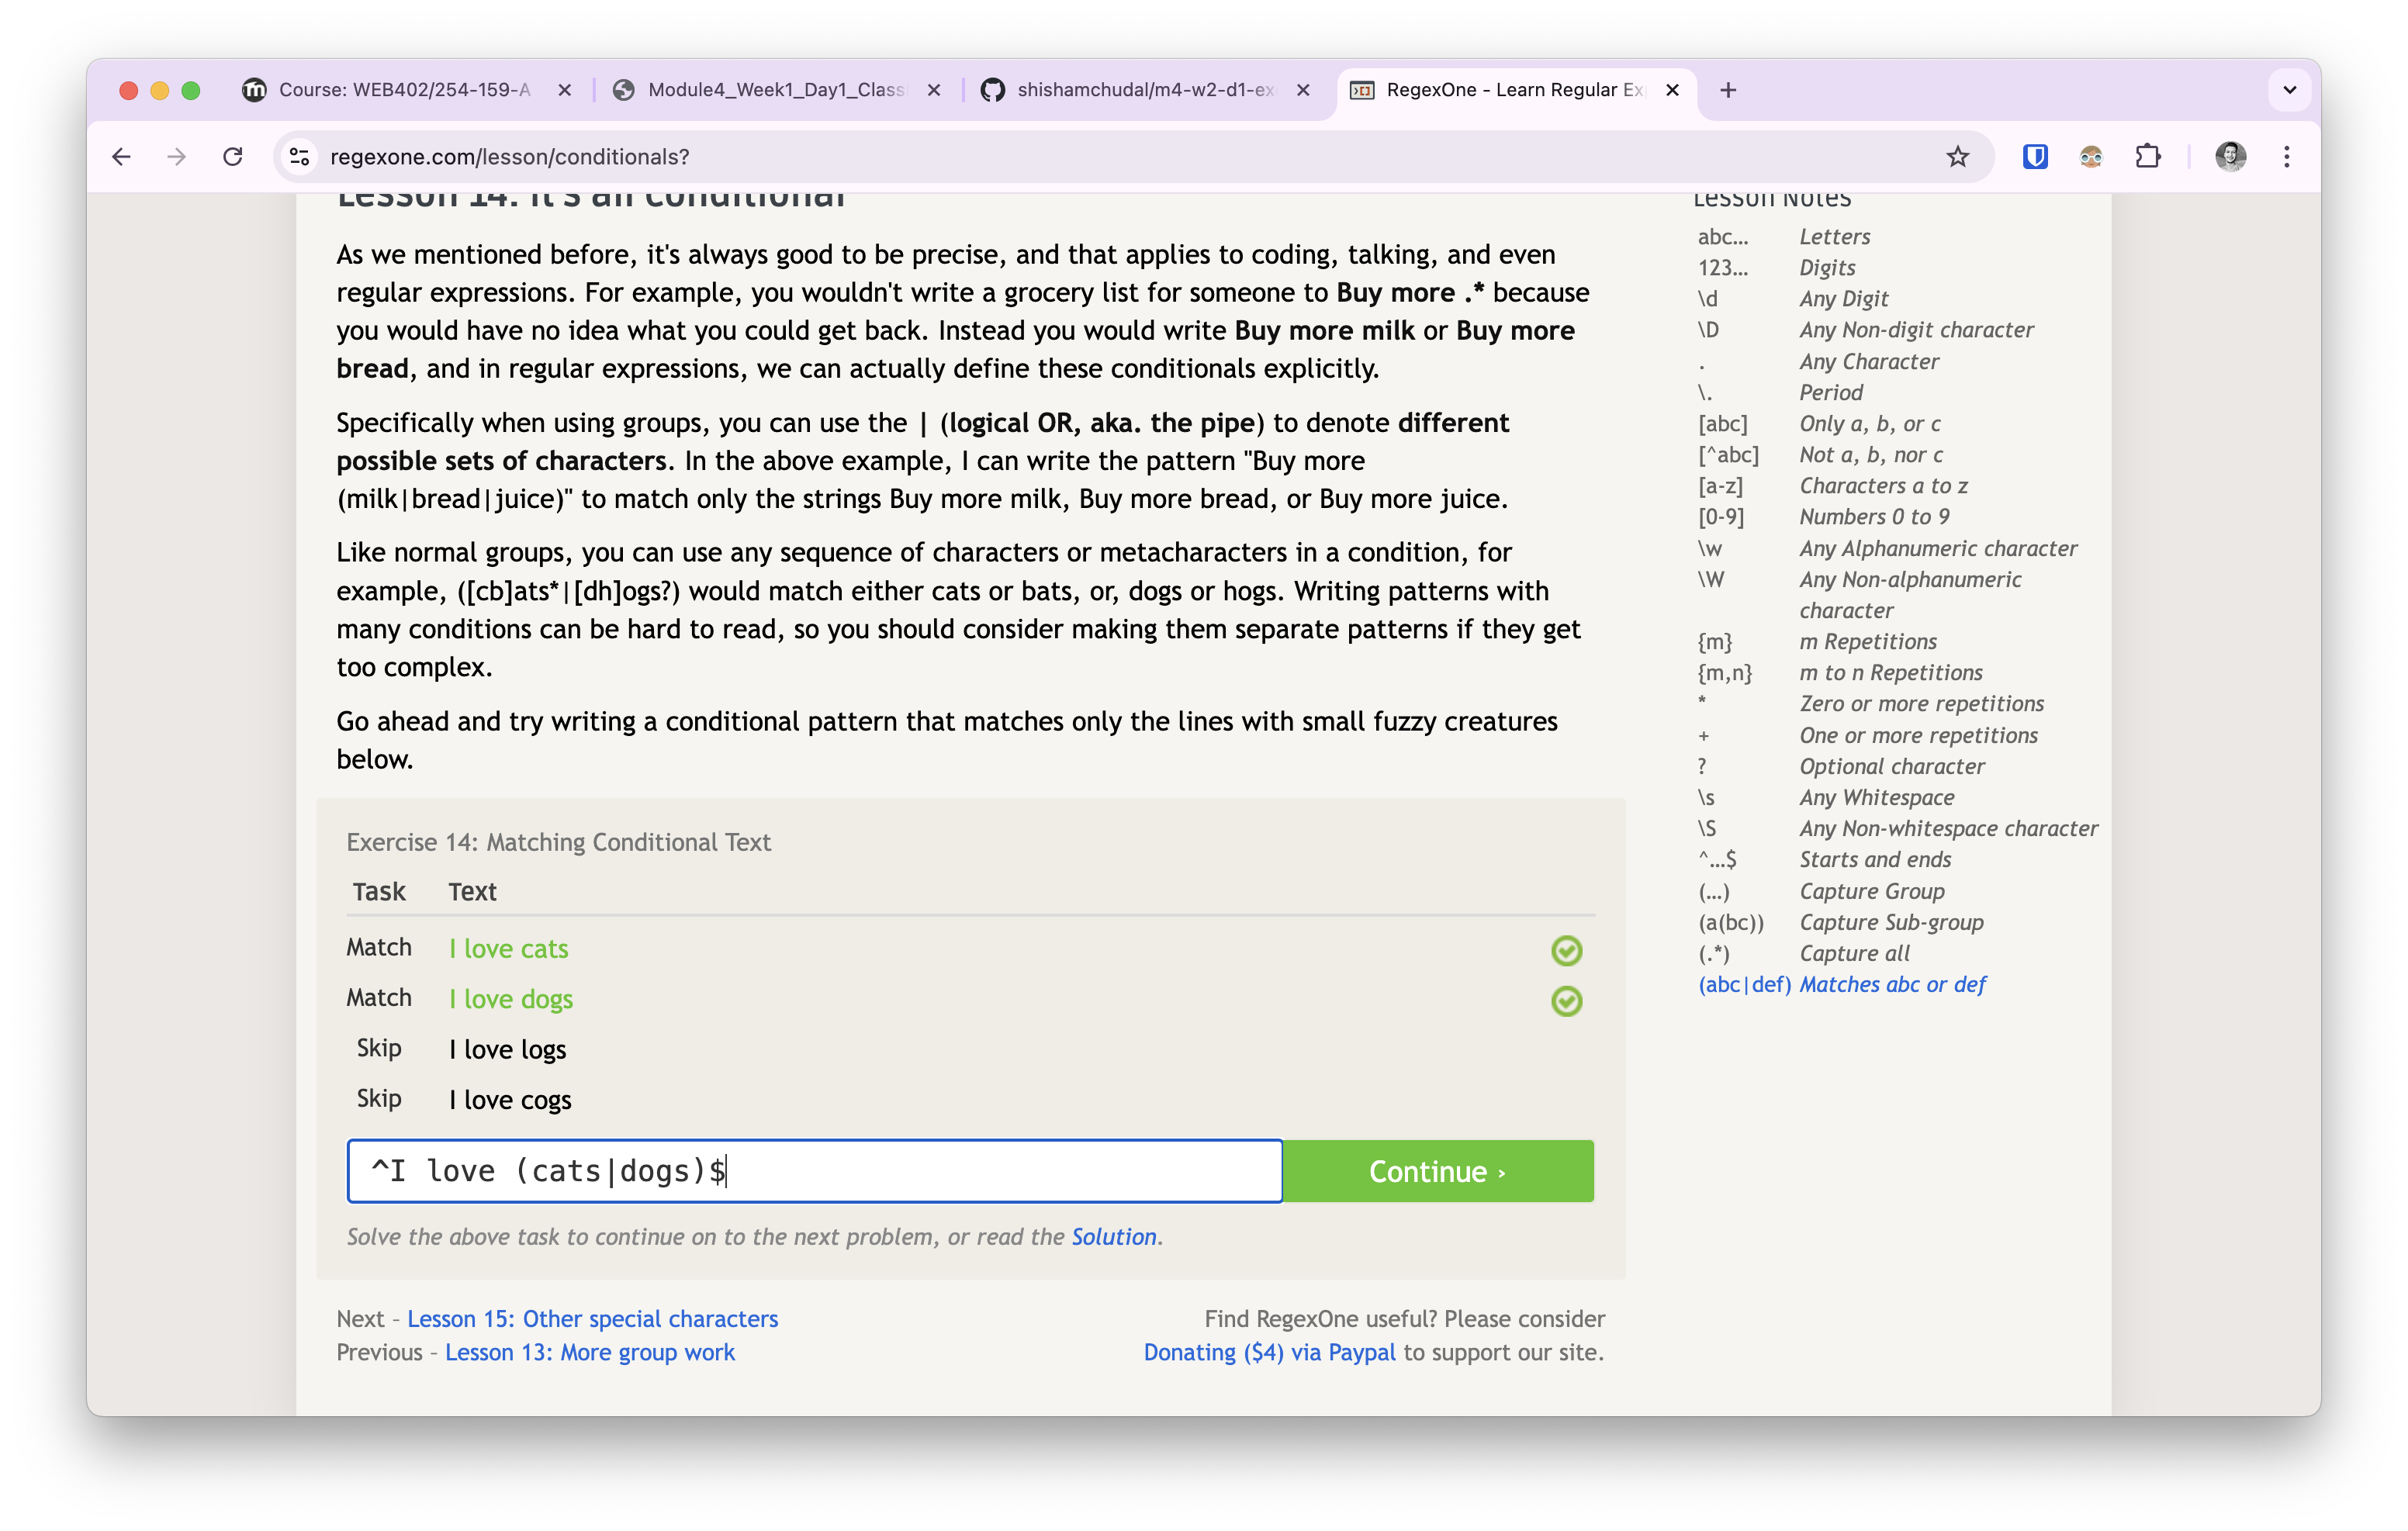 Course: WEB402/254-159-A
Module4_Week1_Day1_Class
shishamchudal/m4-w2-d1-ex
RegexOne - Learn Regular Ex
regexone.com/lesson/conditionals?
Lesson 14: It's all conditional
As we mentioned before, it's always good to be precise, and that applies to coding, talking, and even
regular expressions. For example, you wouldn't write a grocery list for someone to Buy more .* because
you would have no idea what you could get back. Instead you would write Buy more milk or Buy more
bread, and in regular expressions, we can actually define these conditionals explicitly.
Specifically when using groups, you can use the | (logical OR, aka. the pipe) to denote different
possible sets of characters. In the above example, I can write the pattern "Buy more
(milk|bread|juice)" to match only the strings Buy more milk, Buy more bread, or Buy more juice.
Like normal groups, you can use any sequence of characters or metacharacters in a condition, for
example, ([cb]ats*|[dh]ogs?) would match either cats or bats, or, dogs or hogs. Writing patterns with
many conditions can be hard to read, so you should consider making them separate patterns if they get
too complex.
Go ahead and try writing a conditional pattern that matches only the lines with small fuzzy creatures
below.
Exercise 14: Matching Conditional Text
Task Text
Match I love cats
Match I love dogs
Skip I love logs
Skip I love cogs
^I love (cats|dogs)$
Continue ›
Solve the above task to continue on to the next problem, or read the Solution.
Next – Lesson 15: Other special characters
Previous – Lesson 13: More group work
Find RegexOne useful? Please consider
Donating ($4) via Paypal to support our site.
Lesson Notes
abc… Letters
123… Digits
\d Any Digit
\D Any Non-digit character
. Any Character
\. Period
[abc] Only a, b, or c
[^abc] Not a, b, nor c
[a-z] Characters a to z
[0-9] Numbers 0 to 9
\w Any Alphanumeric character
\W Any Non-alphanumeric
character
{m} m Repetitions
{m,n} m to n Repetitions
* Zero or more repetitions
+ One or more repetitions
? Optional character
\s Any Whitespace
\S Any Non-whitespace character
^…$ Starts and ends
(…) Capture Group
(a(bc)) Capture Sub-group
(.*) Capture all
(abc|def) Matches abc or def